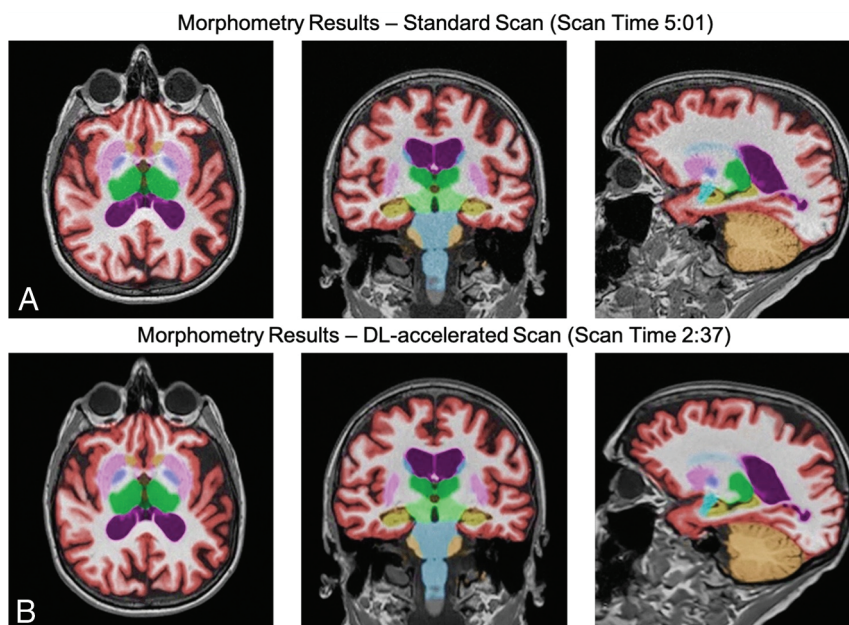 Morphometry Results – Standard Scan (Scan Time 5:01)
A
Morphometry Results – DL-accelerated Scan (Scan Time 2:37)
B